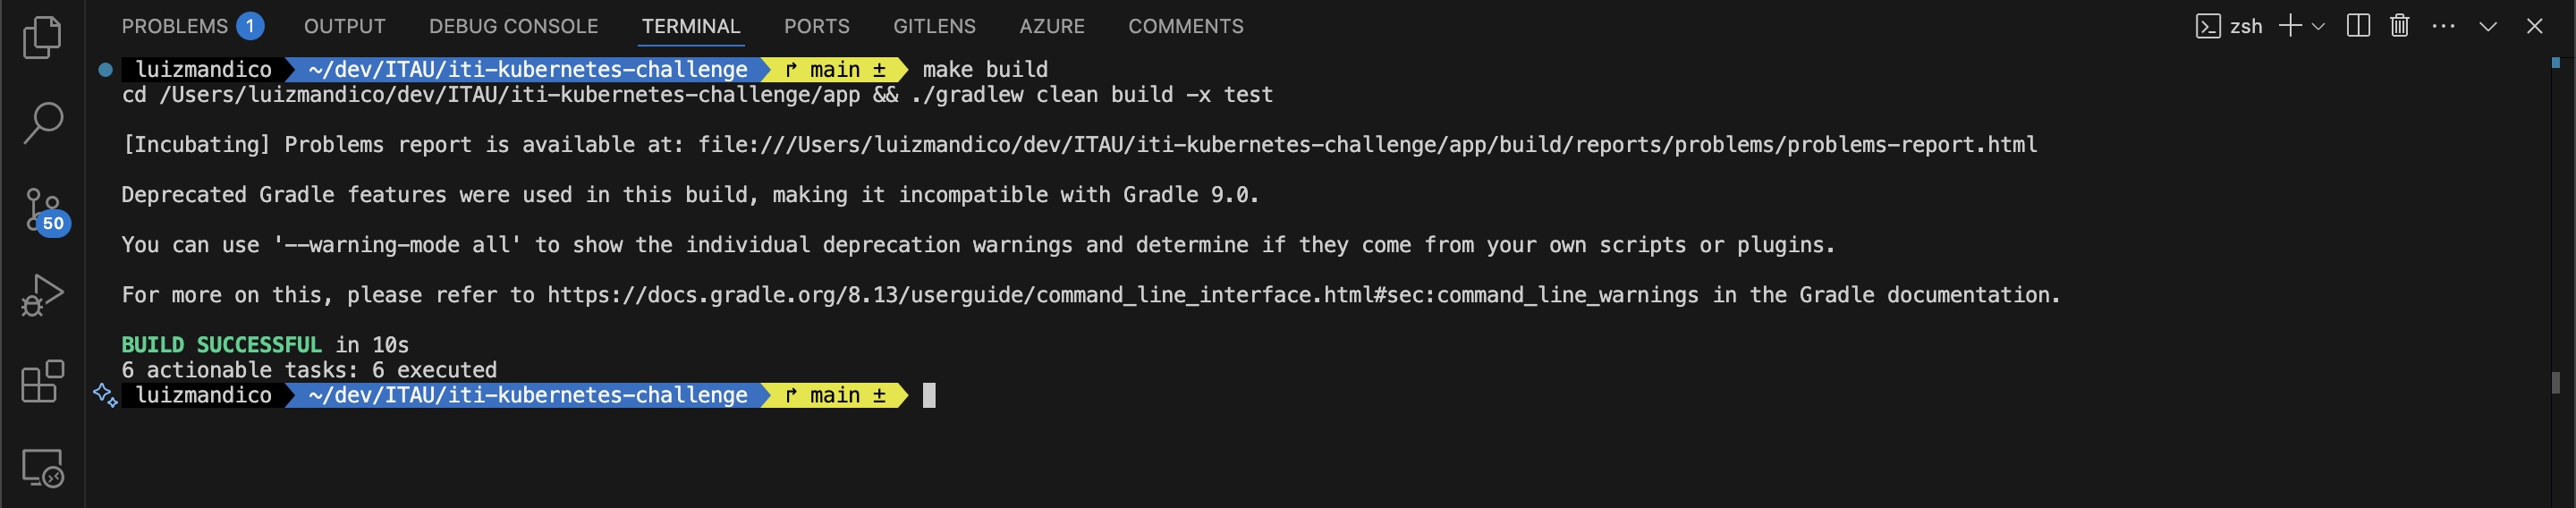 PROBLEMS 1 OUTPUT DEBUG CONSOLE TERMINAL PORTS GITLENS AZURE COMMENTS zsh
luizmandico ~/dev/ITAU/iti-kubernetes-challenge main ± make build
cd /Users/luizmandico/dev/ITAU/iti-kubernetes-challenge/app && ./gradlew clean build -x test
[Incubating] Problems report is available at: file:///Users/luizmandico/dev/ITAU/iti-kubernetes-challenge/app/build/reports/problems/problems-report.html
Deprecated Gradle features were used in this build, making it incompatible with Gradle 9.0.
50
You can use '--warning-mode all' to show the individual deprecation warnings and determine if they come from your own scripts or plugins.
For more on this, please refer to https://docs.gradle.org/8.13/userguide/command_line_interface.html#sec:command_line_warnings in the Gradle documentation.
BUILD SUCCESSFUL in 10s
6 actionable tasks: 6 executed
luizmandico ~/dev/ITAU/iti-kubernetes-challenge main ±